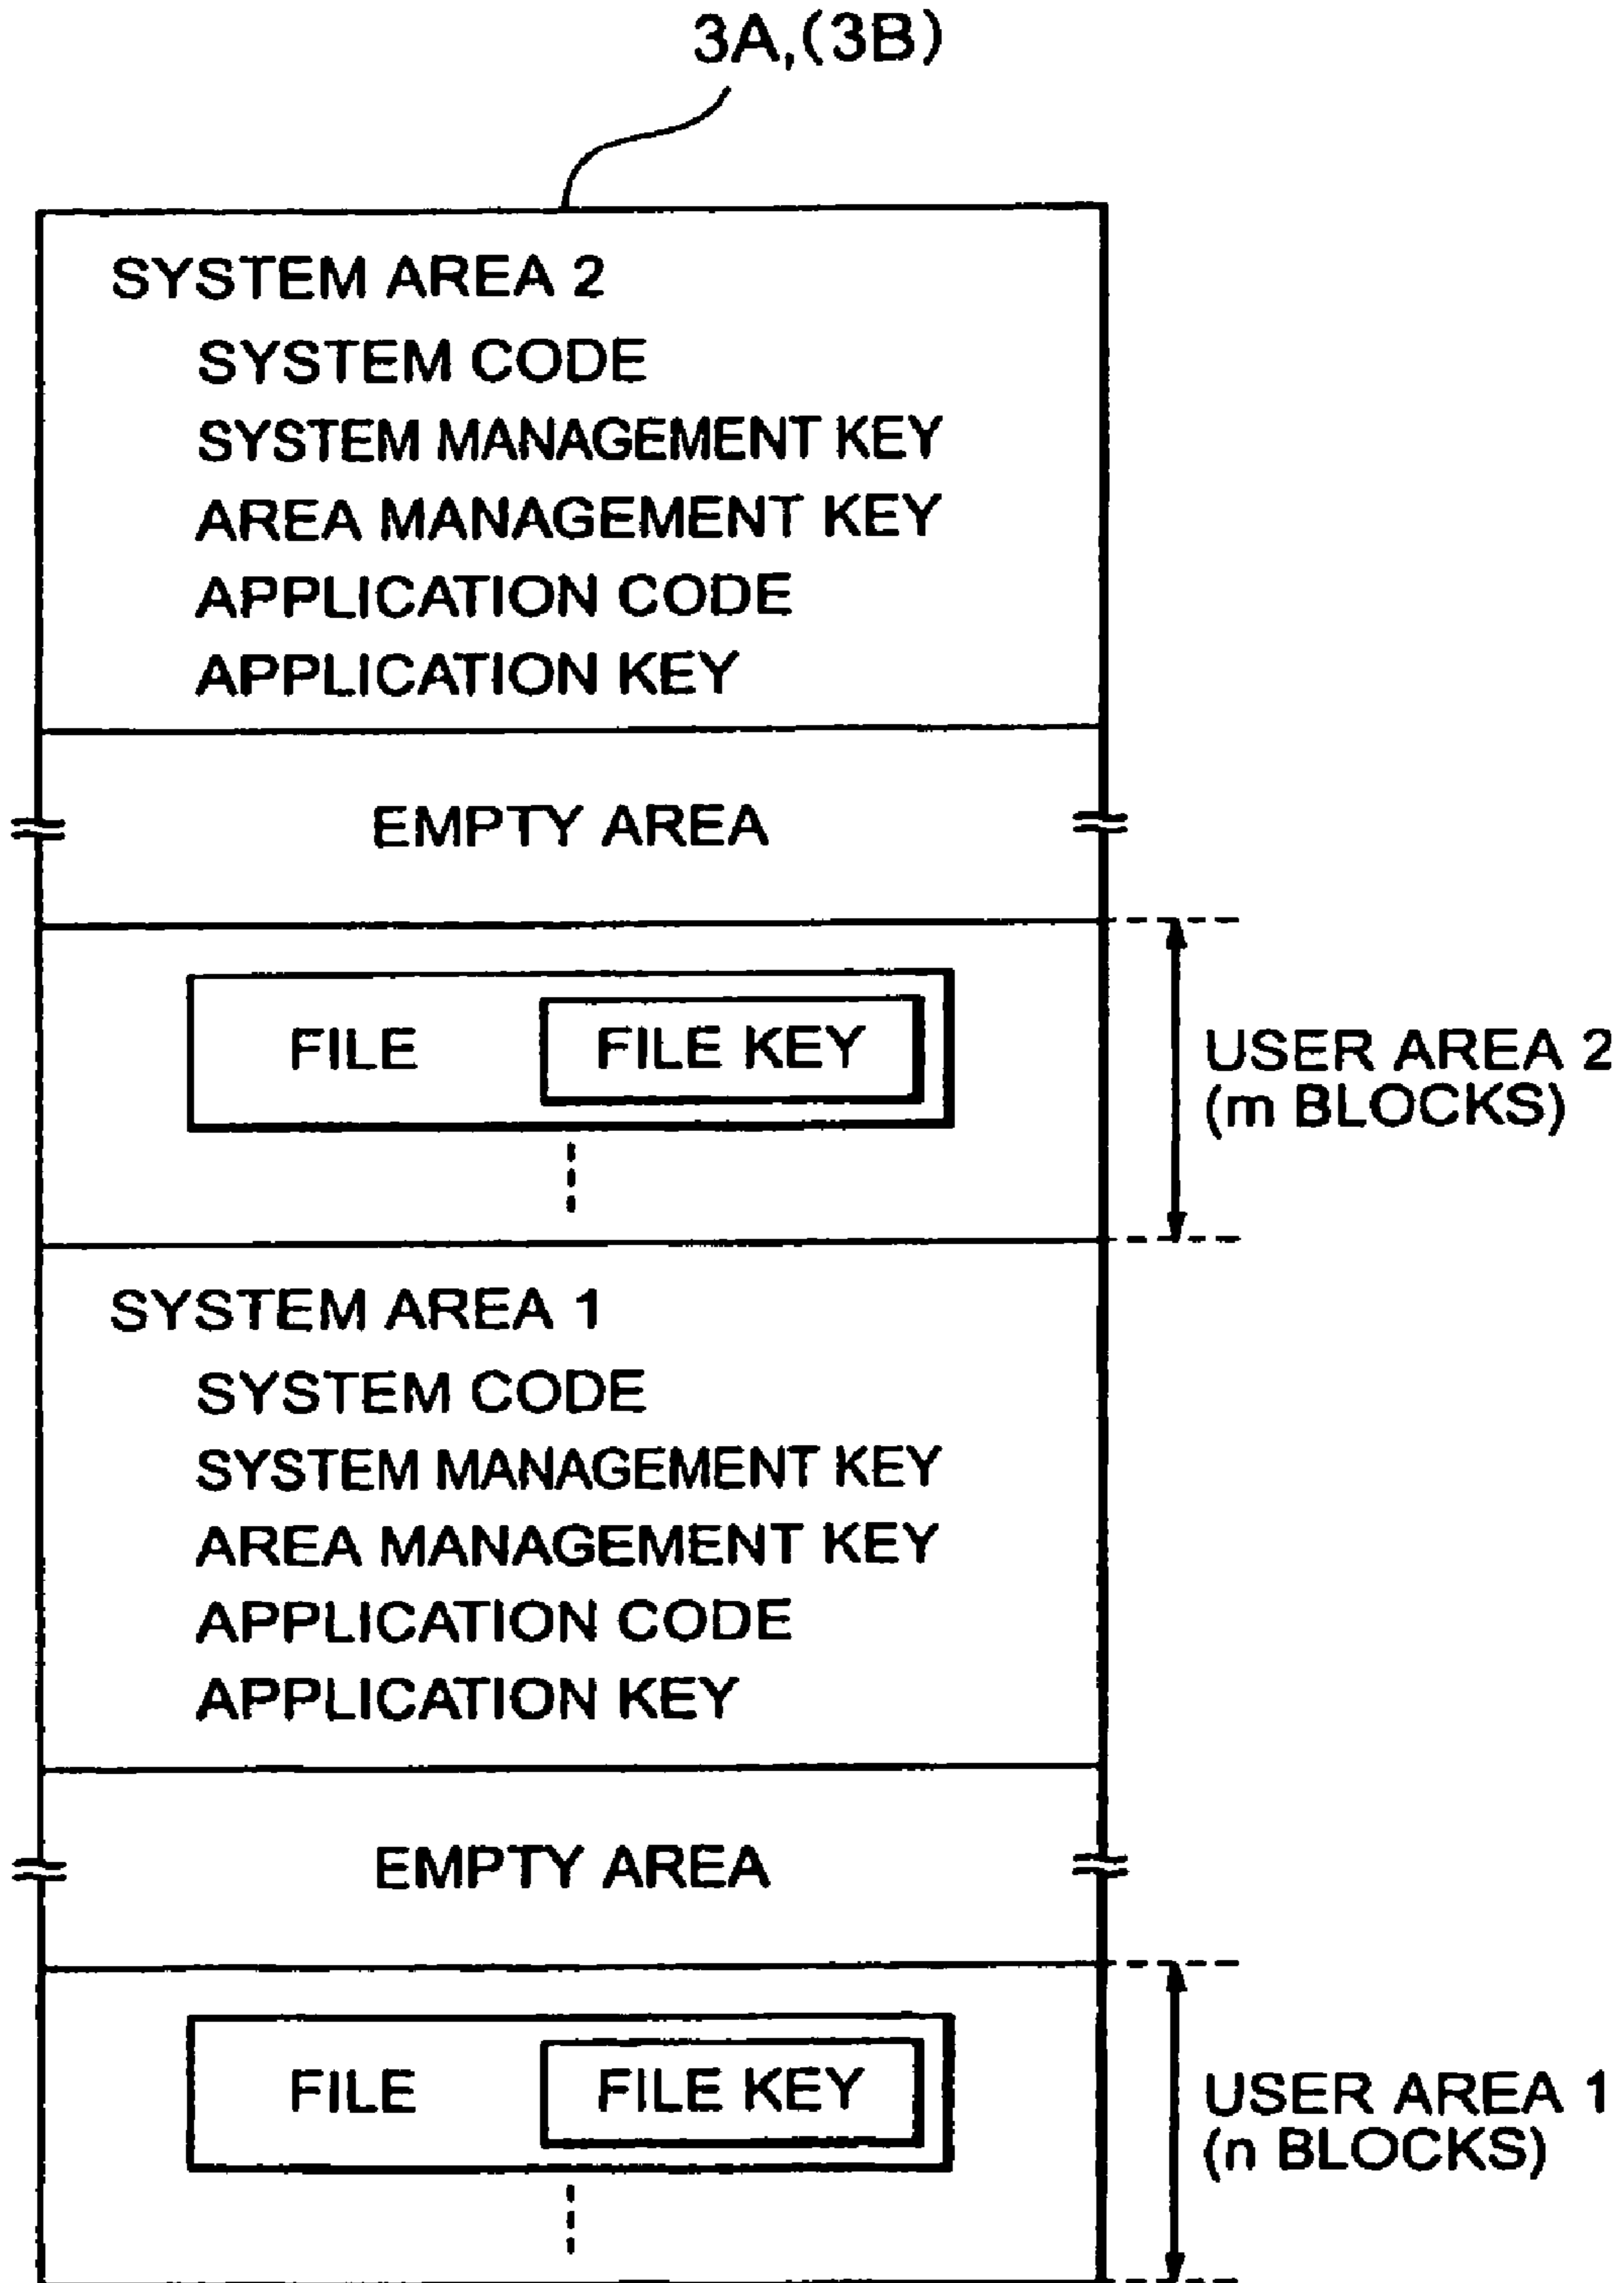 3A,(3B)
SYSTEM AREA 2
SYSTEM CODE
SYSTEM MANAGEMENT KEY
AREA MANAGEMENT KEY
APPLICATION CODE
APPLICATION KEY
EMPTY AREA
FILE
FILE KEY
USER AREA 2
(m BLOCKS)
SYSTEM AREA 1
SYSTEM CODE
SYSTEM MANAGEMENT KEY
AREA MANAGEMENT KEY
APPLICATION CODE
APPLICATION KEY
EMPTY AREA
FILE
FILE KEY
USER AREA 1
(n BLOCKS)